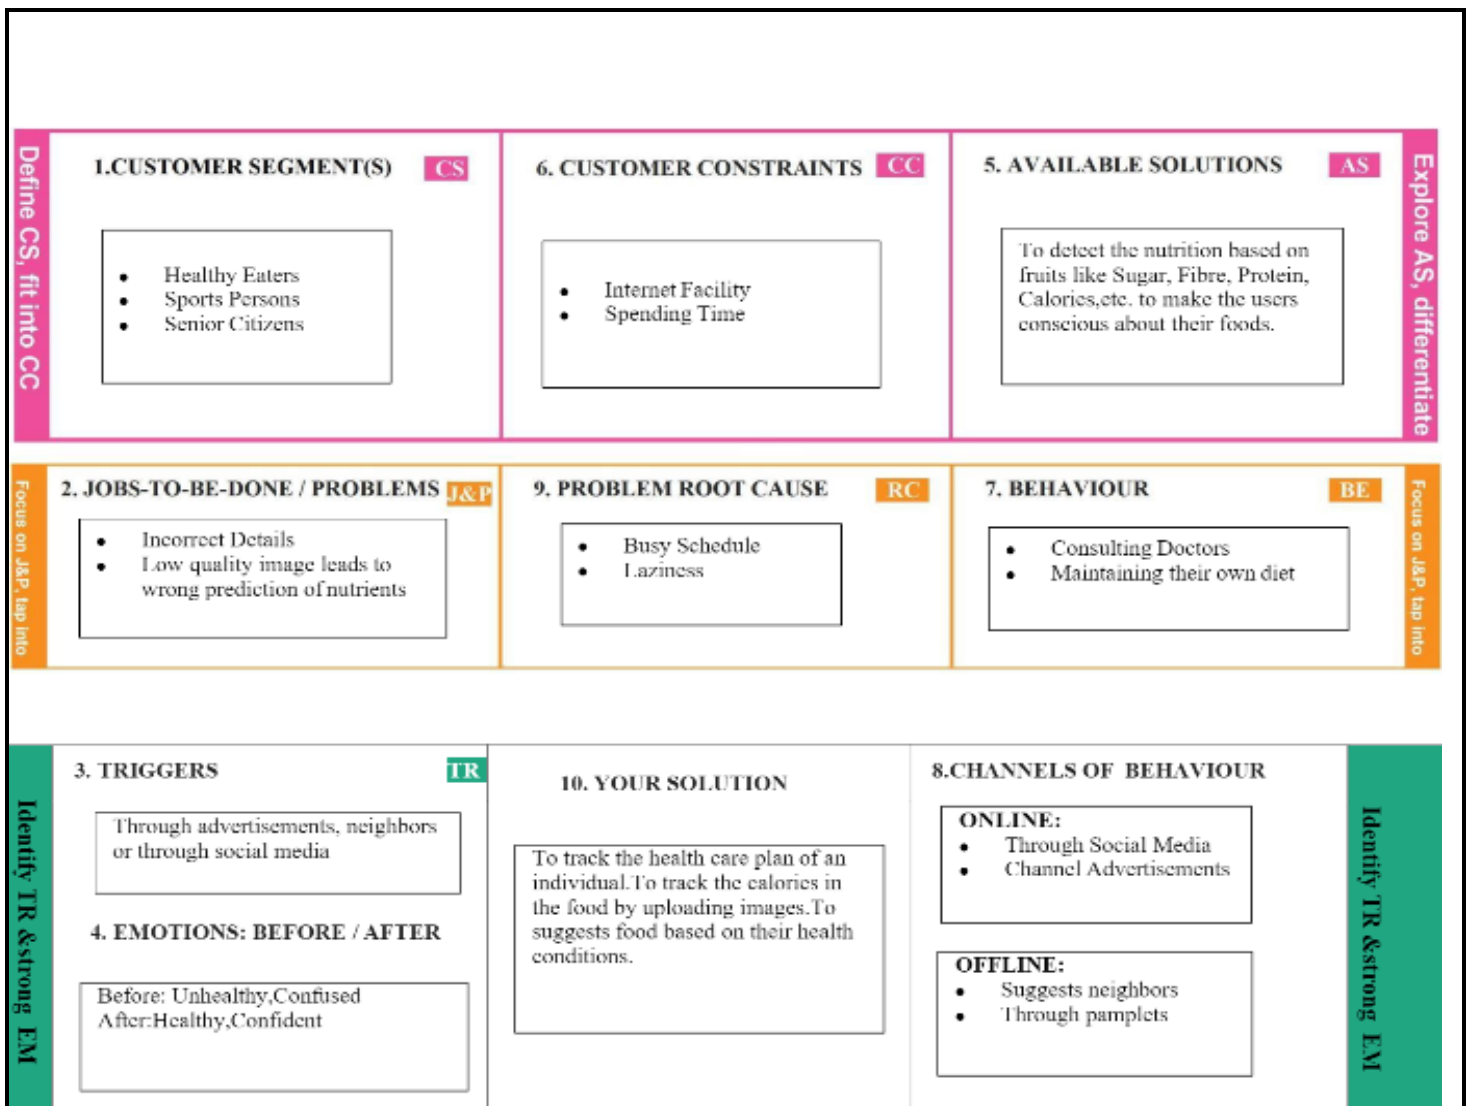 Define CS, fit into CC
1.CUSTOMER SEGMENT(S)
CS
• Healthy Eaters
• Sports Persons
• Senior Citizens
6. CUSTOMER CONSTRAINTS
CC
• Internet Facility
• Spending Time
5. AVAILABLE SOLUTIONS
AS
To detect the nutrition based on
fruits like Sugar, Fibre, Protein,
Calories,etc. to make the users
conscious about their foods.
Explore AS, differentiate
Focus on J&P, tap into
2. JOBS-TO-BE-DONE / PROBLEMS
J&P
• Incorrect Details
• Low quality image leads to
wrong prediction of nutrients
9. PROBLEM ROOT CAUSE
RC
• Busy Schedule
• Laziness
7. BEHAVIOUR
BE
• Consulting Doctors
• Maintaining their own diet
Focus on J&P, tap into
Identify TR &strong EM
3. TRIGGERS
TR
Through advertisements, neighbors
or through social media
4. EMOTIONS: BEFORE / AFTER
Before: Unhealthy,Confused
After:Healthy,Confident
10. YOUR SOLUTION
To track the health care plan of an
individual.To track the calories in
the food by uploading images.To
suggests food based on their health
conditions.
8.CHANNELS OF BEHAVIOUR
ONLINE:
• Through Social Media
• Channel Advertisements
OFFLINE:
• Suggests neighbors
• Through pamplets
Identify TR &strong EM